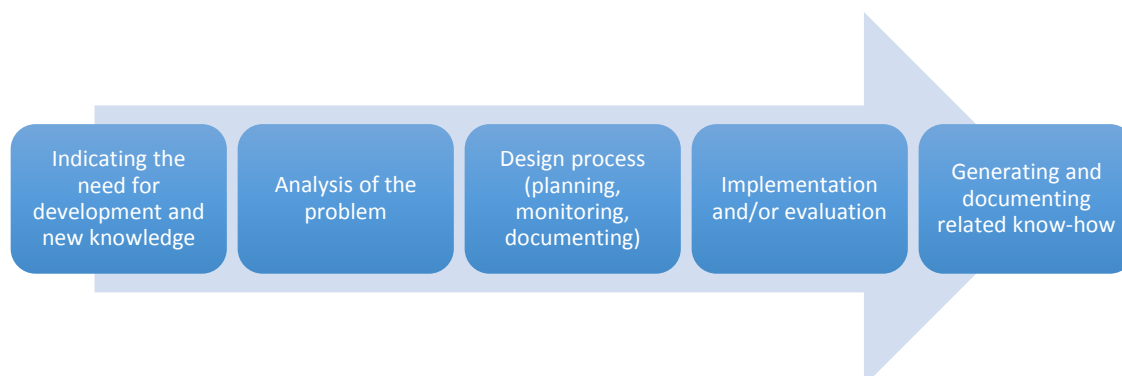 Indicating the
need for
development and
new knowledge
Analysis of the
problem
Design process
(planning,
monitoring,
documenting)
Implementation
and/or evaluation
Generating and
documenting
related know-how